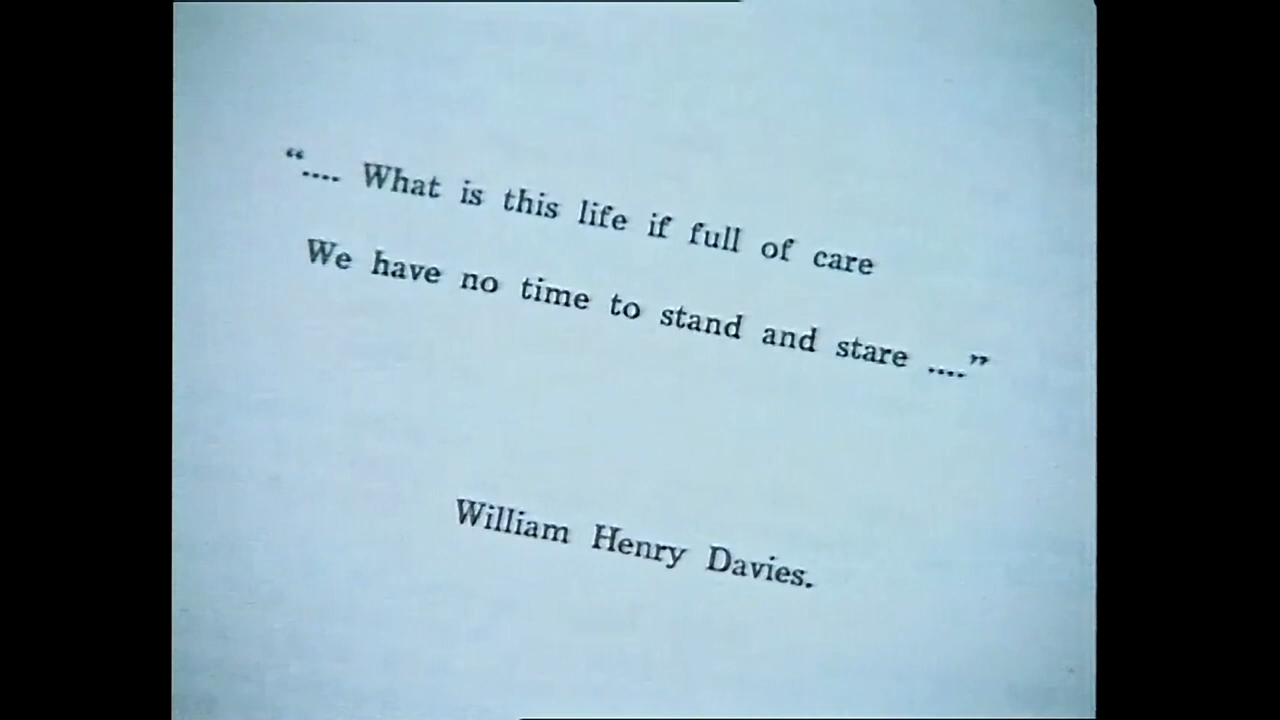 “.... What is this life if full of care
We have no time to stand and stare ....”
William Henry Davies.